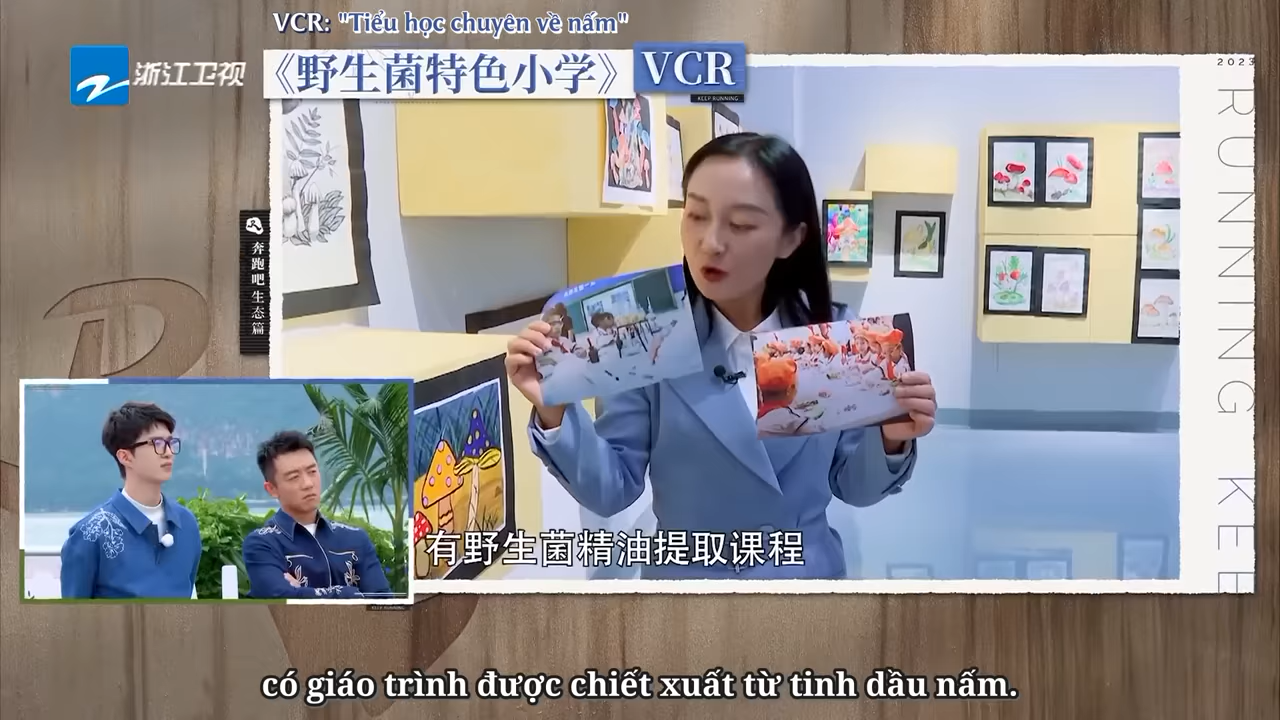 VCR: "Tiểu học chuyên về nấm"
浙江卫视
《野生菌特色小学》
VCR
KEEP RUNNING
2023
RUNNING KEE
奔跑吧生态篇
有野生菌精油提取课程
KEEP RUNNING
có giáo trình được chiết xuất từ tinh dầu nấm.